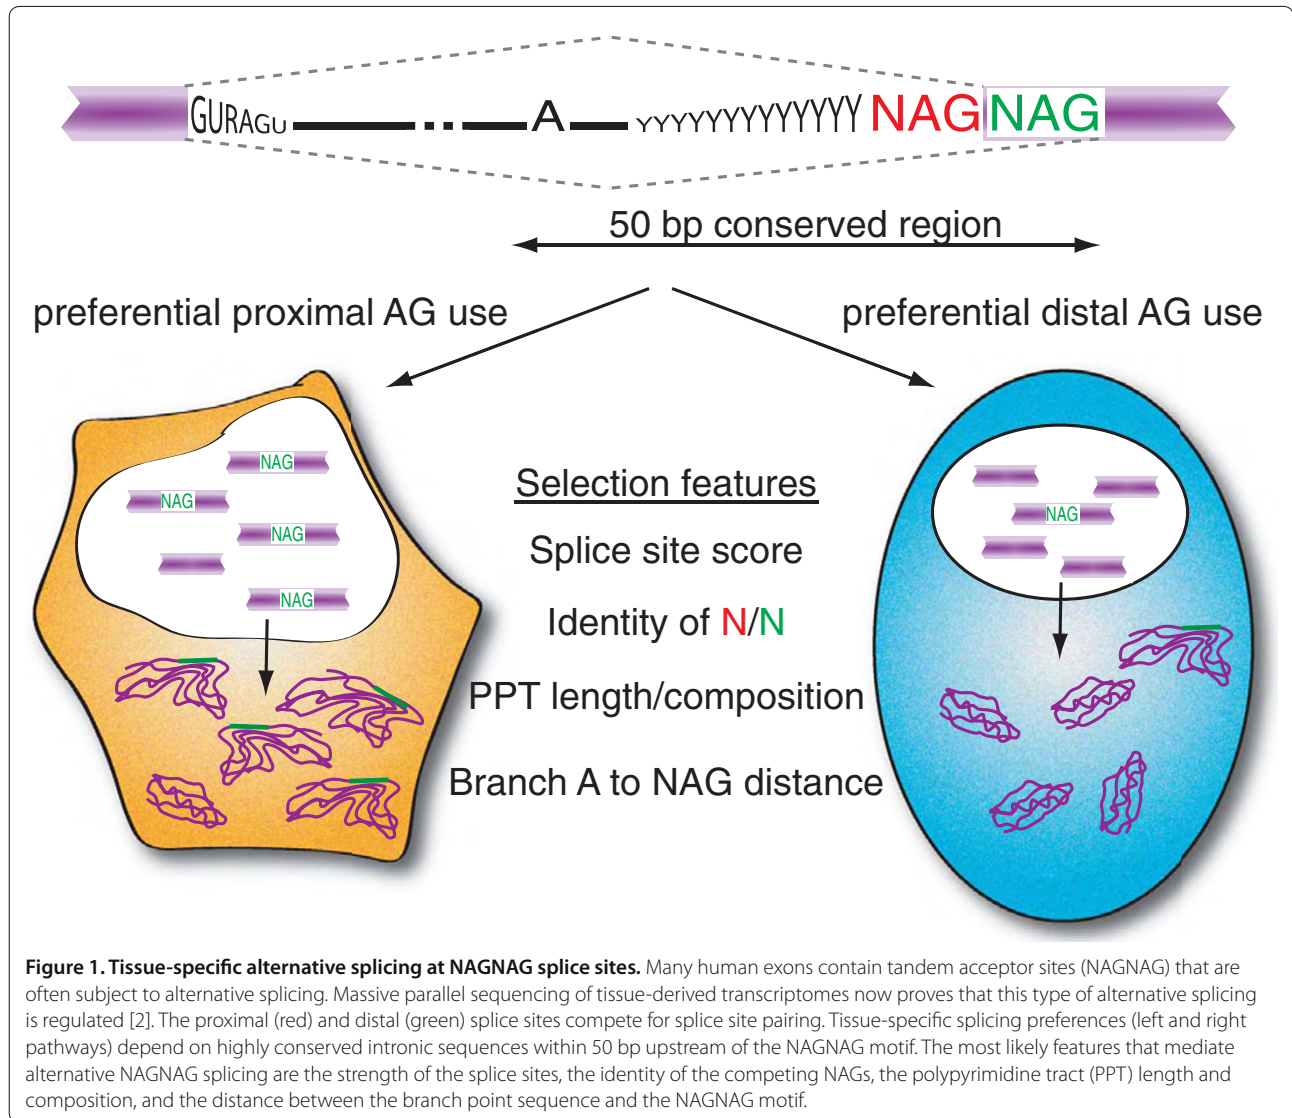 GURAGU A YYYYYYYYYYYYY NAG NAG
50 bp conserved region
preferential proximal AG use
preferential distal AG use
NAG
NAG
NAG
NAG
NAG
Selection features
Splice site score
Identity of N/N
PPT length/composition
Branch A to NAG distance
Figure 1. Tissue-specific alternative splicing at NAGNAG splice sites. Many human exons contain tandem acceptor sites (NAGNAG) that are
often subject to alternative splicing. Massive parallel sequencing of tissue-derived transcriptomes now proves that this type of alternative splicing
is regulated [2]. The proximal (red) and distal (green) splice sites compete for splice site pairing. Tissue-specific splicing preferences (left and right
pathways) depend on highly conserved intronic sequences within 50 bp upstream of the NAGNAG motif. The most likely features that mediate
alternative NAGNAG splicing are the strength of the splice sites, the identity of the competing NAGs, the polypyrimidine tract (PPT) length and
composition, and the distance between the branch point sequence and the NAGNAG motif.